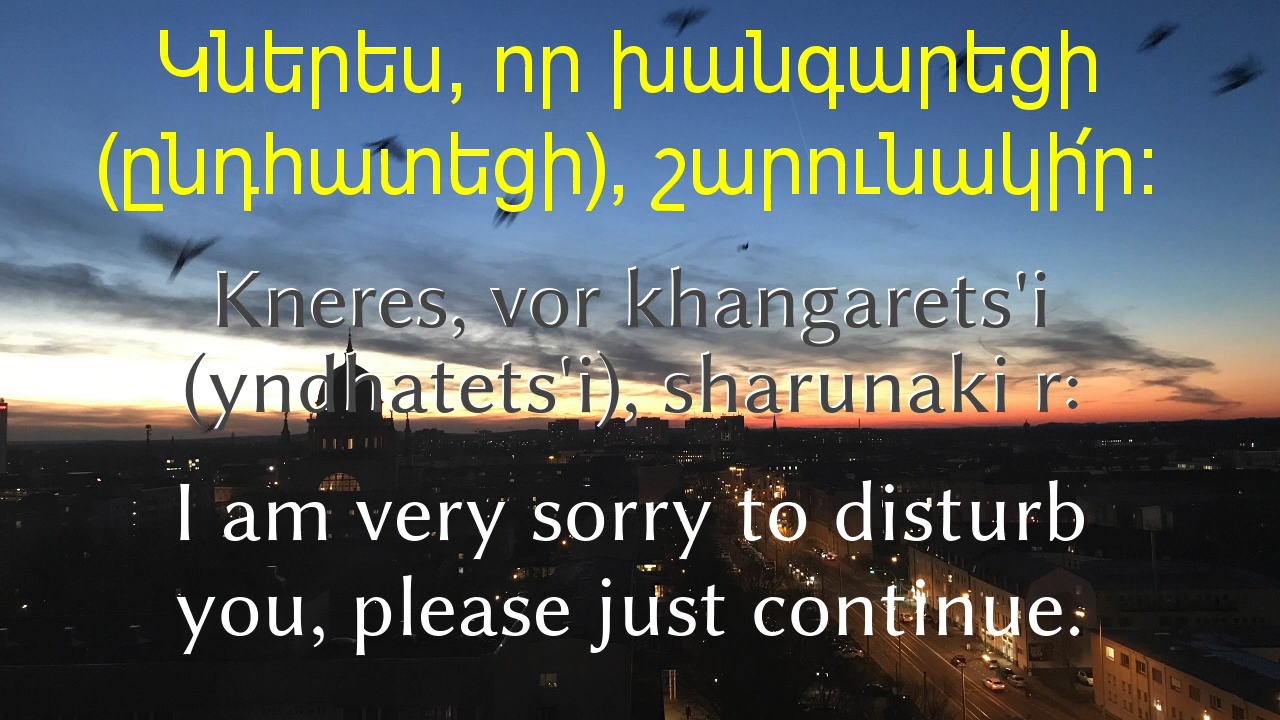 Կներես, որ խանգարեցի
(ընդհատեցի), շարունակի՛ր:
Kneres, vor khangarets'i
(yndhatets'i), sharunaki r:
I am very sorry to disturb
you, please just continue.